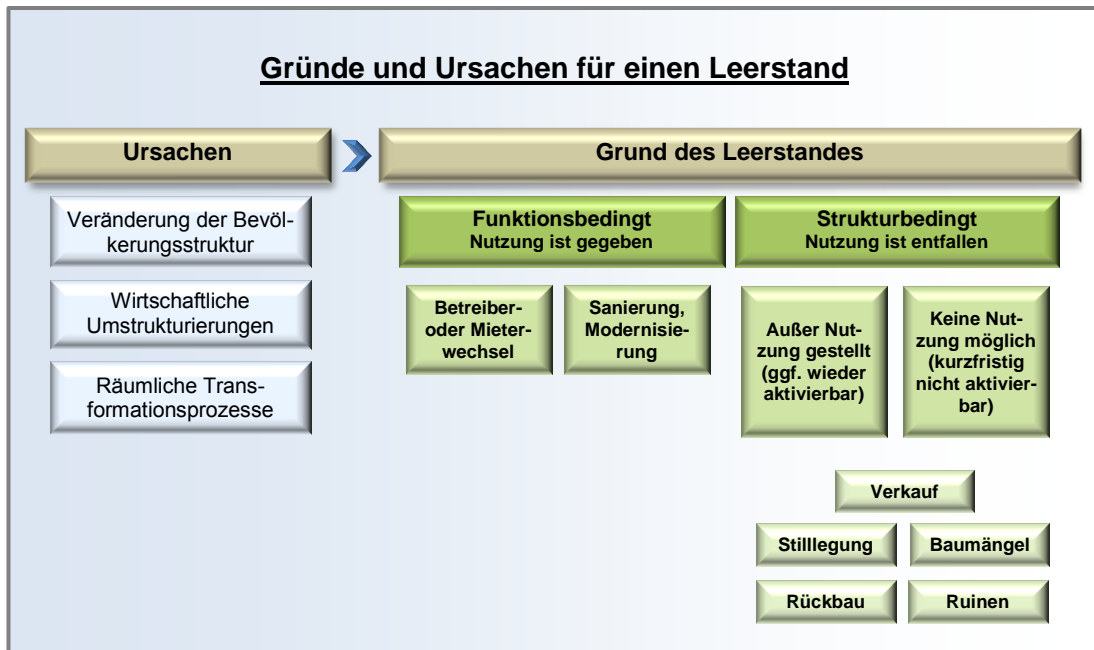 Gründe und Ursachen für einen Leerstand
Ursachen
Grund des Leerstandes
Veränderung der Bevöl-
kerungsstruktur
Wirtschaftliche
Umstrukturierungen
Räumliche Trans-
formationsprozesse
Funktionsbedingt
Nutzung ist gegeben
Strukturbedingt
Nutzung ist entfallen
Betreiber-
oder Mieter-
wechsel
Sanierung,
Modernisie-
rung
Außer Nut-
zung gestellt
(ggf. wieder
aktivierbar)
Keine Nut-
zung möglich
(kurzfristig
nicht aktivier-
bar)
Verkauf
Stilllegung
Baumängel
Rückbau
Ruinen